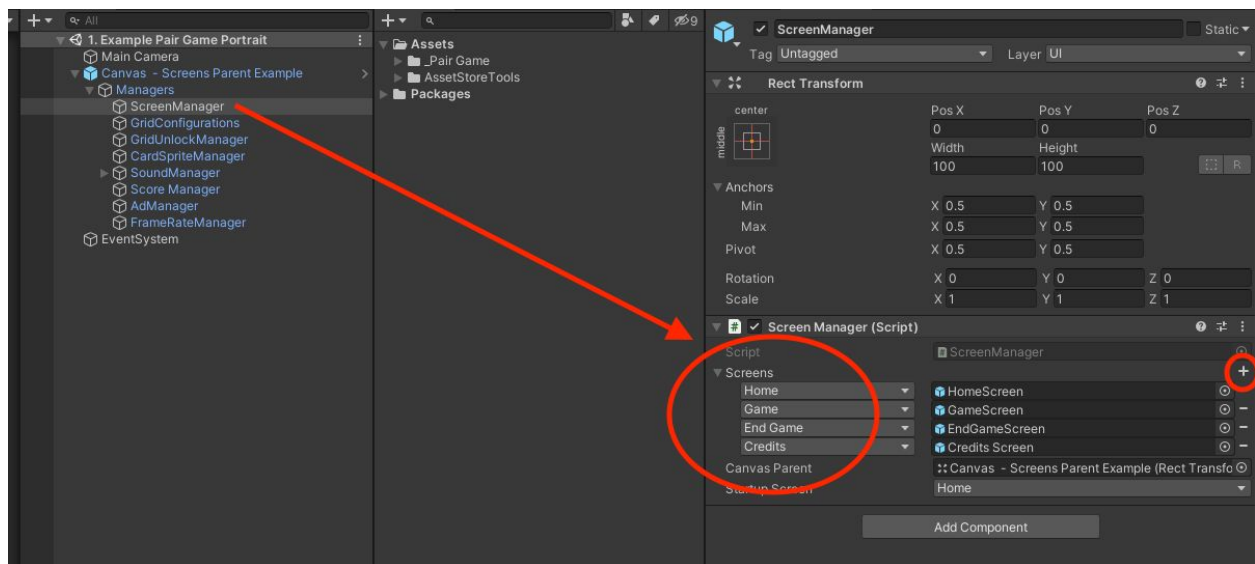 All
1. Example Pair Game Portrait
Main Camera
Canvas - Screens Parent Example
Managers
ScreenManager
GridConfigurations
GridUnlockManager
CardSpriteManager
SoundManager
Score Manager
AdManager
FrameRateManager
EventSystem
9
Assets
_Pair Game
AssetStoreTools
Packages
ScreenManager Static
Tag Untagged Layer UI
Rect Transform
center Pos X Pos Y Pos Z
middle 0 0 0
Width Height
100 100 R
Anchors
Min X 0.5 Y 0.5
Max X 0.5 Y 0.5
Pivot X 0.5 Y 0.5
Rotation X 0 Y 0 Z 0
Scale X 1 Y 1 Z 1
# Screen Manager (Script)
Script ScreenManager
Screens
Home HomeScreen
Game GameScreen
End Game EndGameScreen
Credits Credits Screen
Canvas Parent Canvas - Screens Parent Example (Rect Transfo
Startup Screen Home
Add Component